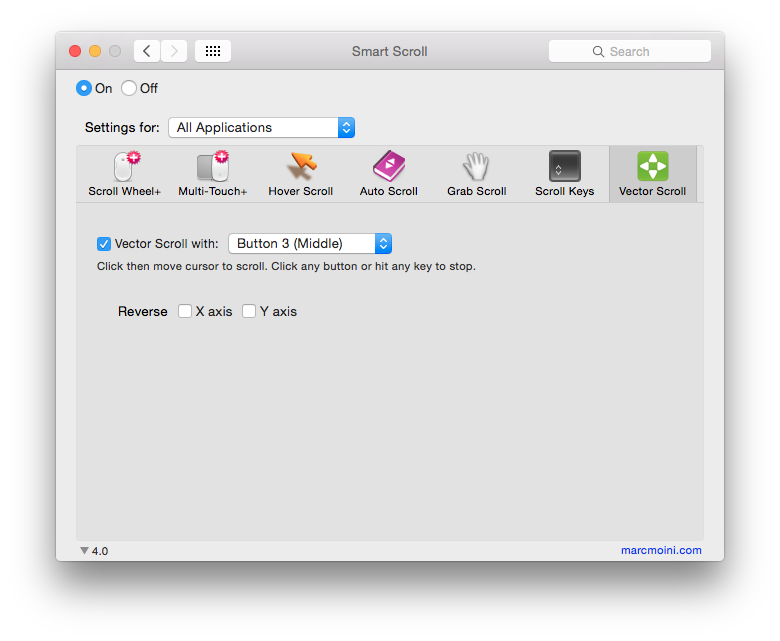 Smart Scroll
Search
On Off
Settings for: All Applications
Scroll Wheel+ Multi-Touch+ Hover Scroll Auto Scroll Grab Scroll Scroll Keys Vector Scroll
Vector Scroll with: Button 3 (Middle)
Click then move cursor to scroll. Click any button or hit any key to stop.
Reverse X axis Y axis
4.0 marcmoini.com